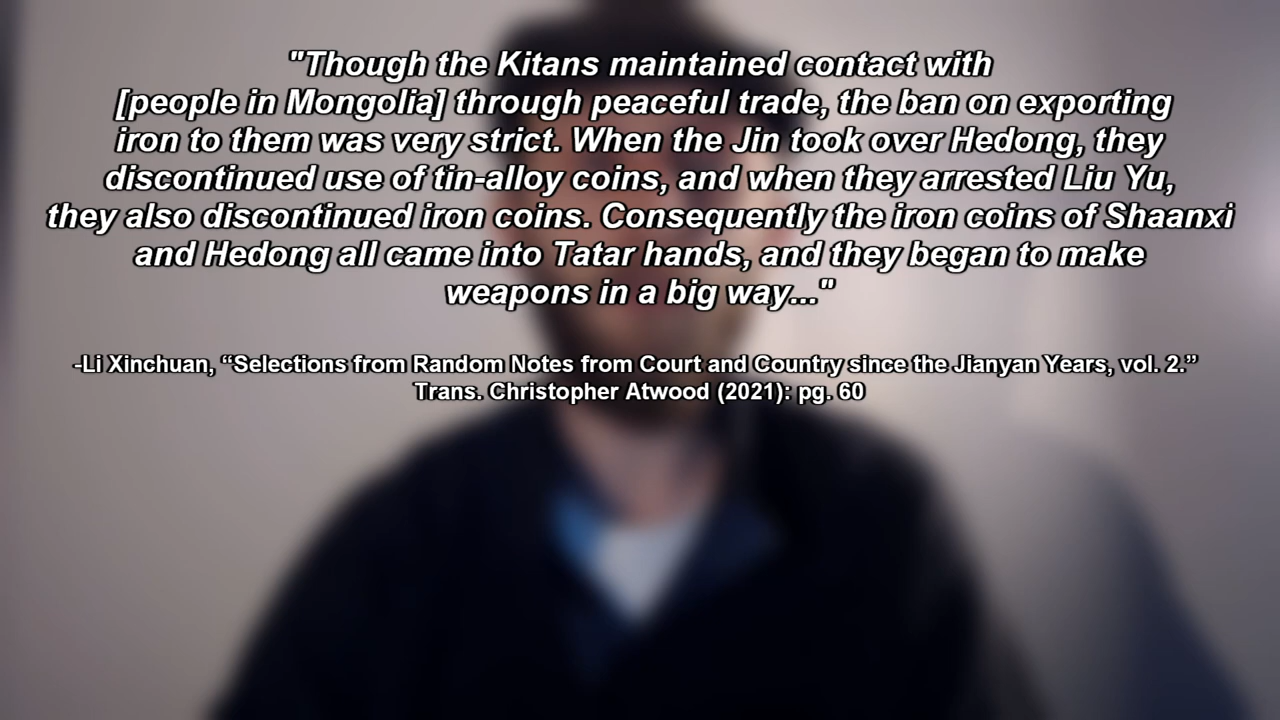 "Though the Kitans maintained contact with
[people in Mongolia] through peaceful trade, the ban on exporting
iron to them was very strict. When the Jin took over Hedong, they
discontinued use of tin-alloy coins, and when they arrested Liu Yu,
they also discontinued iron coins. Consequently the iron coins of Shaanxi
and Hedong all came into Tatar hands, and they began to make
weapons in a big way..."
-Li Xinchuan, “Selections from Random Notes from Court and Country since the Jianyan Years, vol. 2.”
Trans. Christopher Atwood (2021): pg. 60